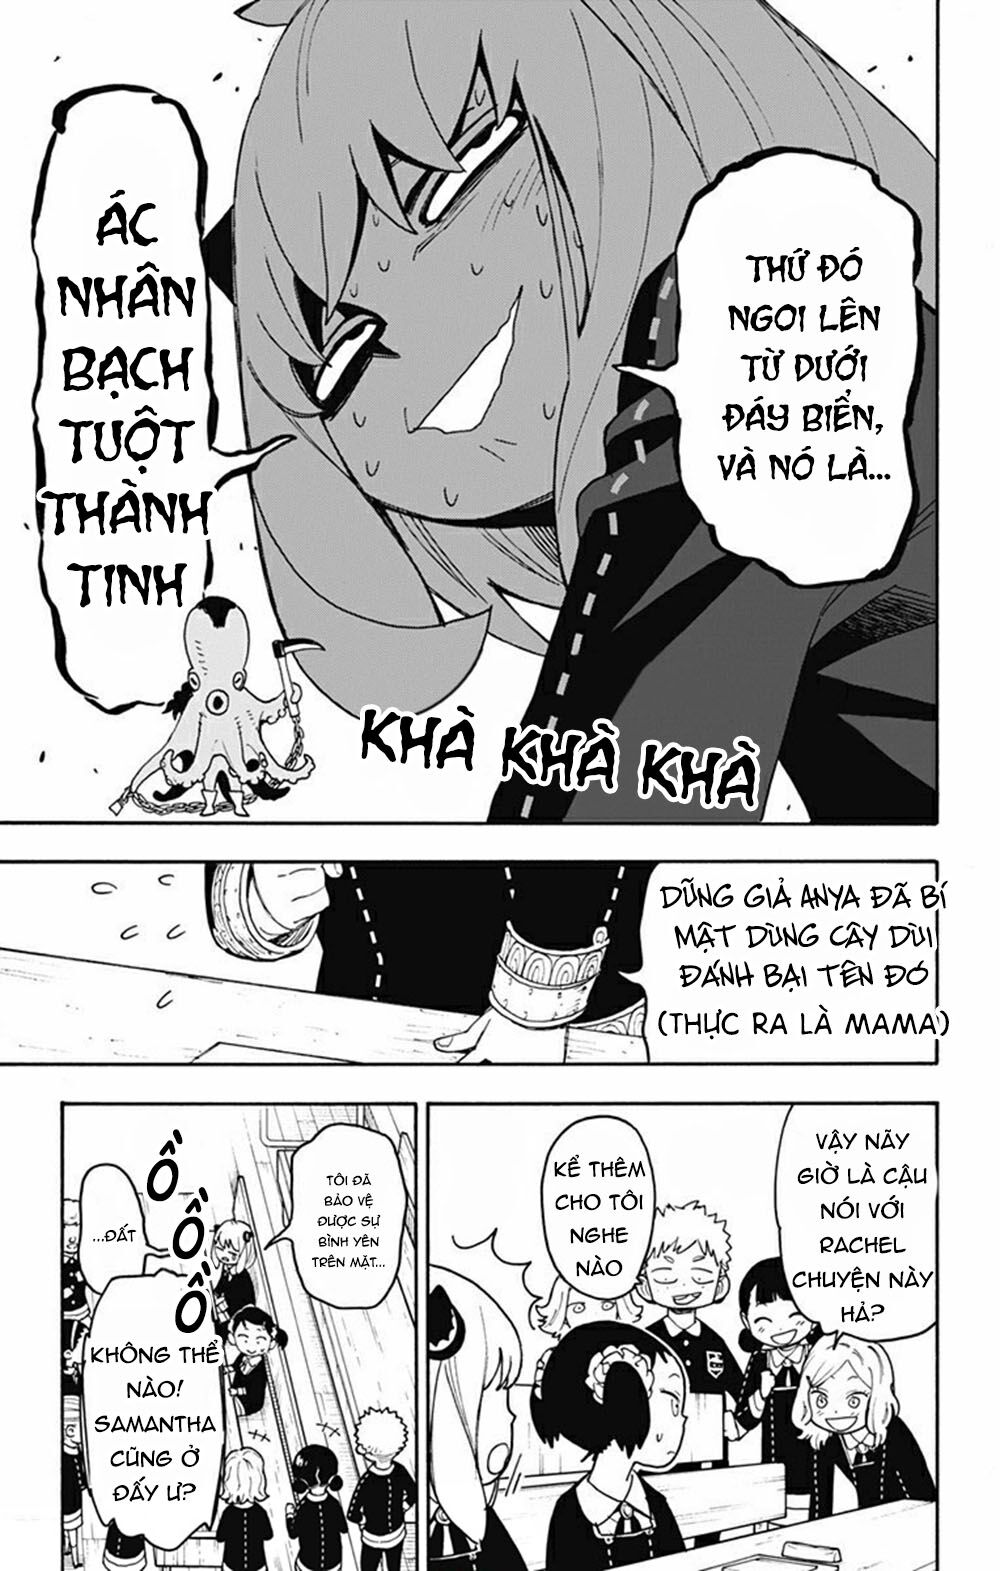 THỨ ĐÓ
NGOI LÊN
TỪ DƯỚI
ĐÁY BIỂN,
VÀ NÓ LÀ...
ÁC
NHÂN
BẠCH
TUỘT
THÀNH
TINH
KHÀ KHÀ KHÀ
DŨNG GIẢ ANYA ĐÃ BÍ
MẬT DÙNG CÂY DÙI
ĐÁNH BẠI TÊN ĐÓ
(THỰC RA LÀ MAMA)
VẬY NÃY
GIỜ LÀ CẬU
NÓI VỚI
RACHEL
CHUYỆN NÀY
HẢ?
KỂ THÊM
CHO TÔI
NGHE
NÀO
TÔI ĐÃ
BẢO VỆ
ĐƯỢC SỰ
BÌNH YÊN
TRÊN MẶT...
...ĐẤT
Ồ
Ồ
Ồ
Ồ
KHÔNG THỂ
NÀO!
SAMANTHA
CŨNG Ở
ĐẤY Ư?